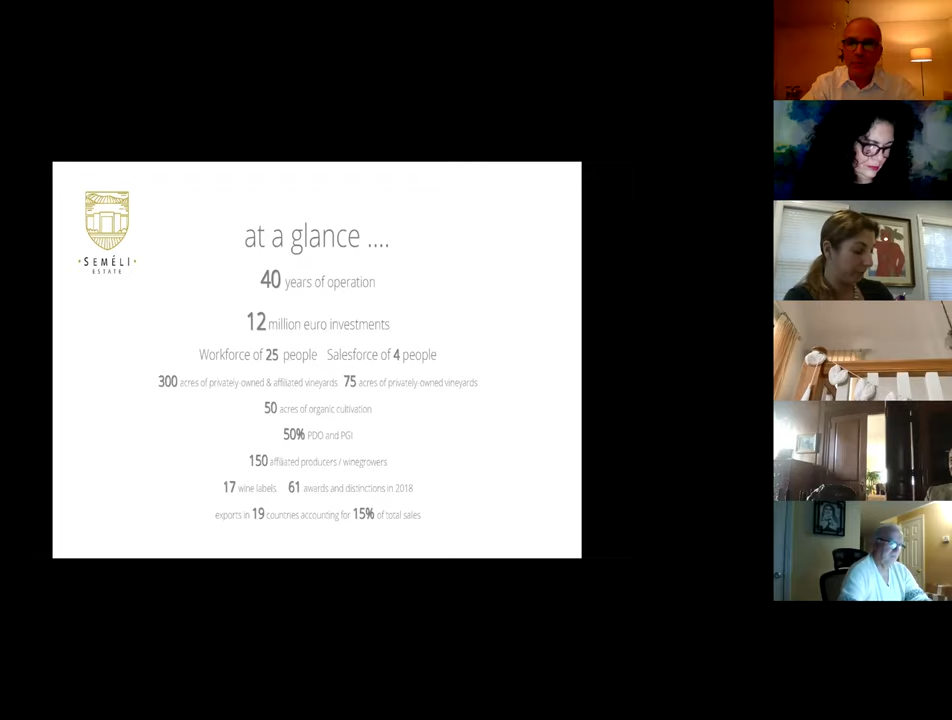 SEMÉLI
ESTATE
at a glance ....
40 years of operation
12 million euro investments
Workforce of 25 people Salesforce of 4 people
300 acres of privately-owned & affiliated vineyards 75 acres of privately-owned vineyards
50 acres of organic cultivation
50% PDO and PGI
150 affiliated producers / winegrowers
17 wine labels 61 awards and distinctions in 2018
exports in 19 countries accounting for 15% of total sales